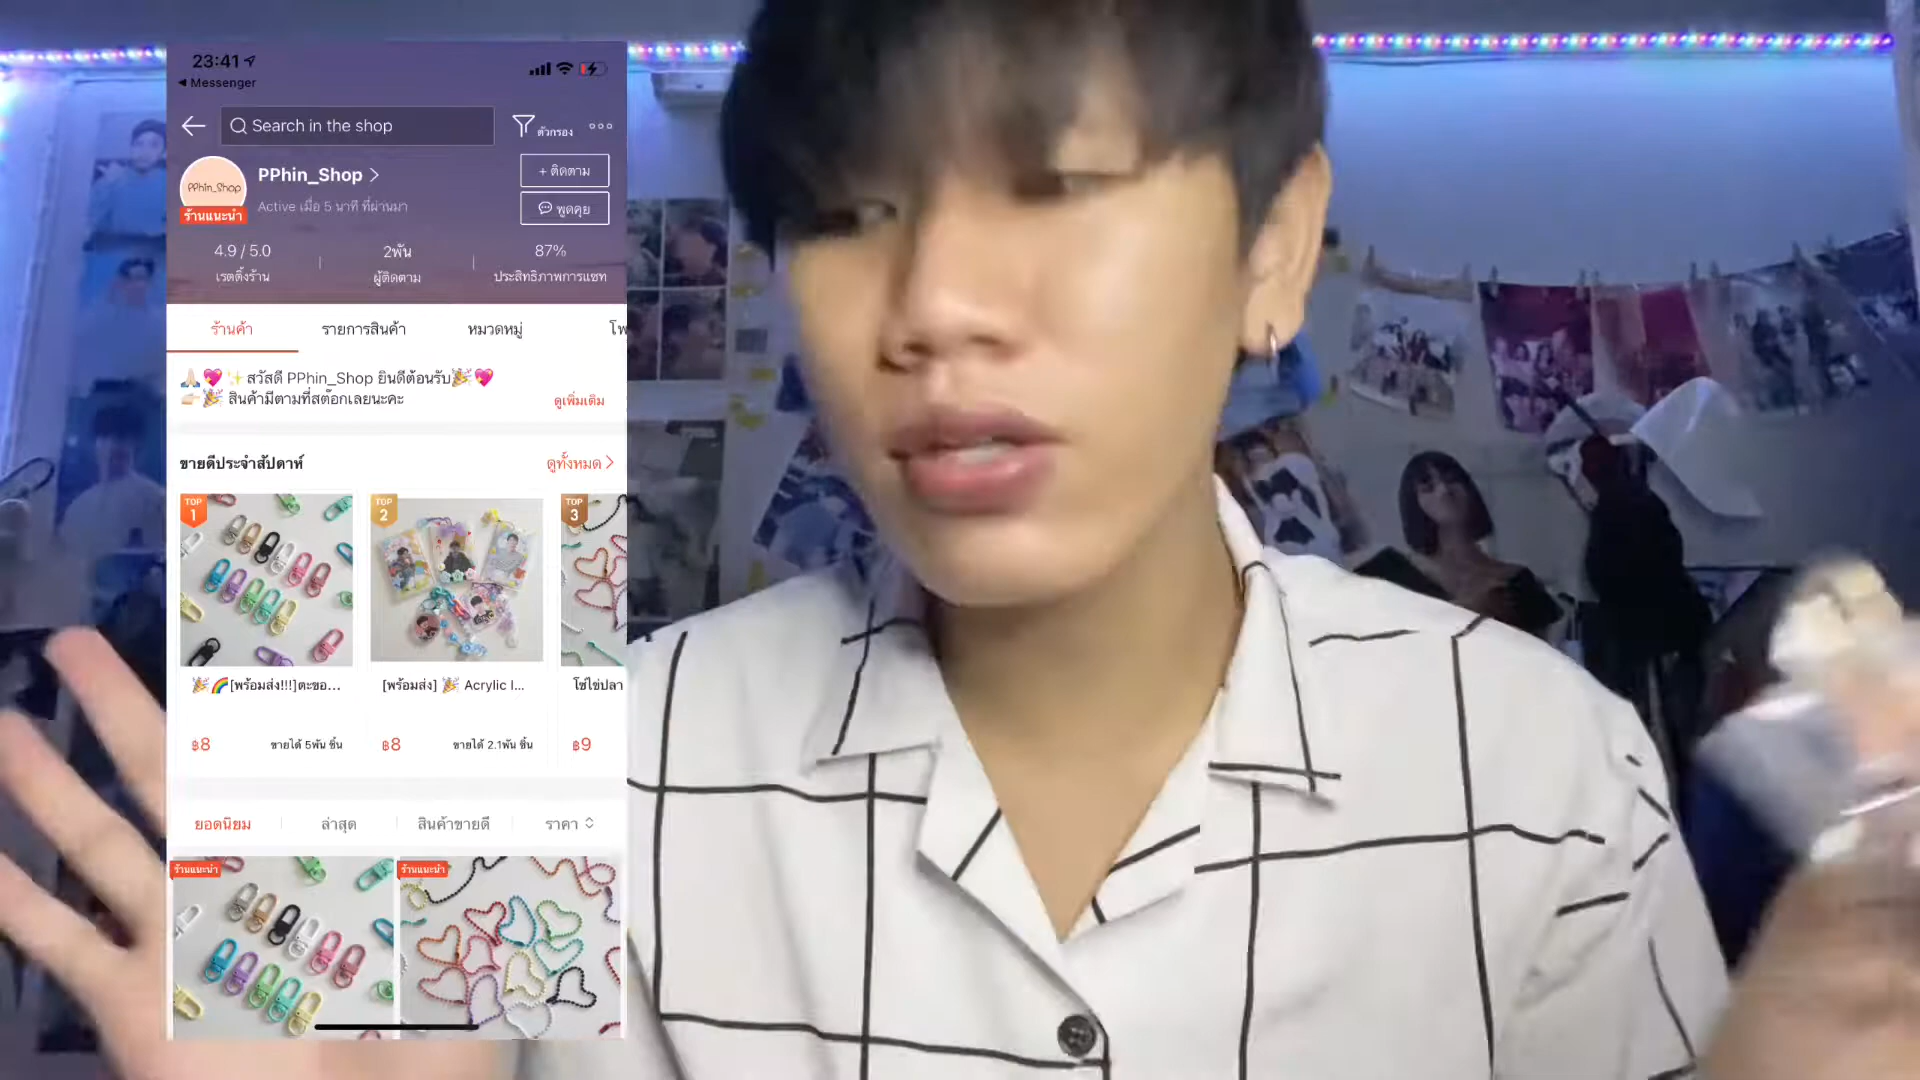 23:41
Messenger
Search in the shop
ตัวกรอง
PPhin_Shop
PPhin_Shop
+ ติดตาม
ร้านแนะนำ
Active เมื่อ 5 นาที ที่ผ่านมา
พูดคุย
4.9 / 5.0
2พัน
87%
เรตติ้งร้าน
ผู้ติดตาม
ประสิทธิภาพการแชท
ร้านค้า
รายการสินค้า
หมวดหมู่
🙏🏻💖✨ สวัสดี PPhin_Shop ยินดีต้อนรับ🎉💖
👉🏻🎉 สินค้ามีตามที่สต๊อกเลยนะคะ
ดูเพิ่มเติม
ขายดีประจำสัปดาห์
ดูทั้งหมด >
TOP 1
TOP 2
TOP 3
🎉🌈[พร้อมส่ง!!!]ตะขอ...
[พร้อมส่ง] 🎉 Acrylic l...
โซ่ไข่ปลา
฿8
ขายได้ 5พัน ชิ้น
฿8
ขายได้ 2.1พัน ชิ้น
฿9
ยอดนิยม
ล่าสุด
สินค้าขายดี
ราคา
ร้านแนะนำ
ร้านแนะนำ